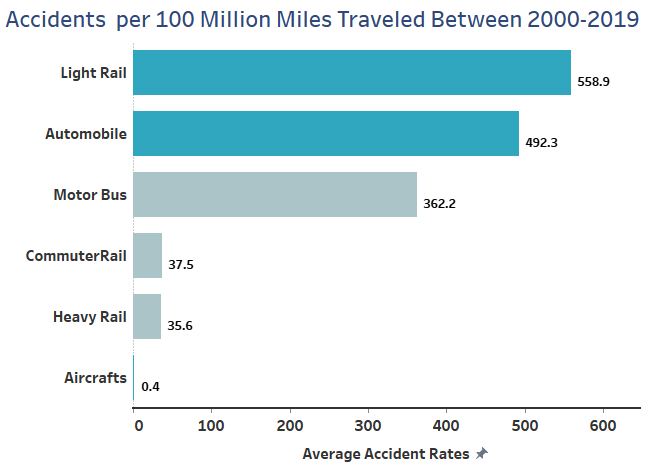 Accidents  per 100 Million Miles Traveled Between 2000-2019
Light Rail 558.9
Automobile 492.3
Motor Bus 362.2
CommuterRail 37.5
Heavy Rail 35.6
Aircrafts 0.4
0 100 200 300 400 500 600
Average Accident Rates